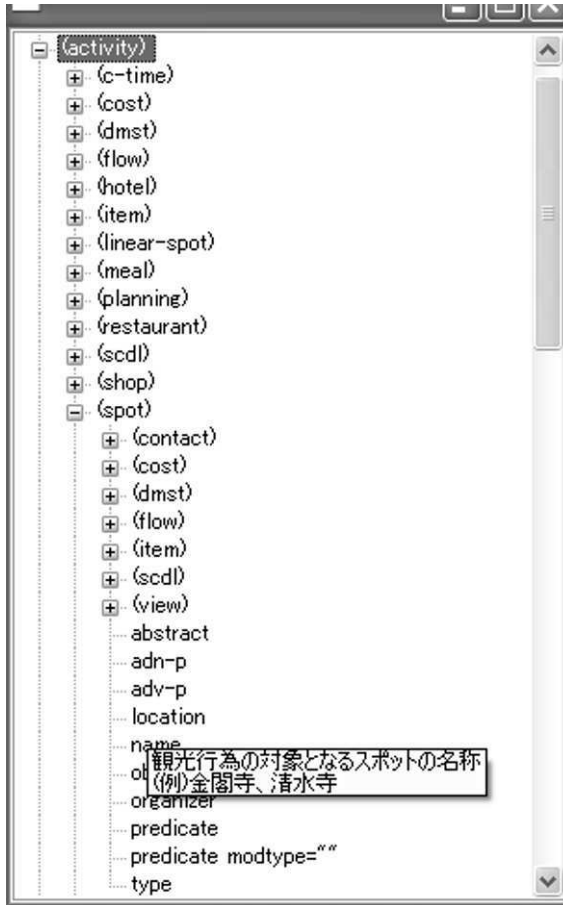 (activity)
(c-time)
(cost)
(dmst)
(flow)
(hotel)
(item)
(linear-spot)
(meal)
(planning)
(restaurant)
(scdl)
(shop)
(spot)
(contact)
(cost)
(dmst)
(flow)
(item)
(scdl)
(view)
abstract
adn-p
adv-p
location
name
観光行為の対象となるスポットの名称
(例)金閣寺、清水寺
organizer
predicate
predicate modtype=""
type